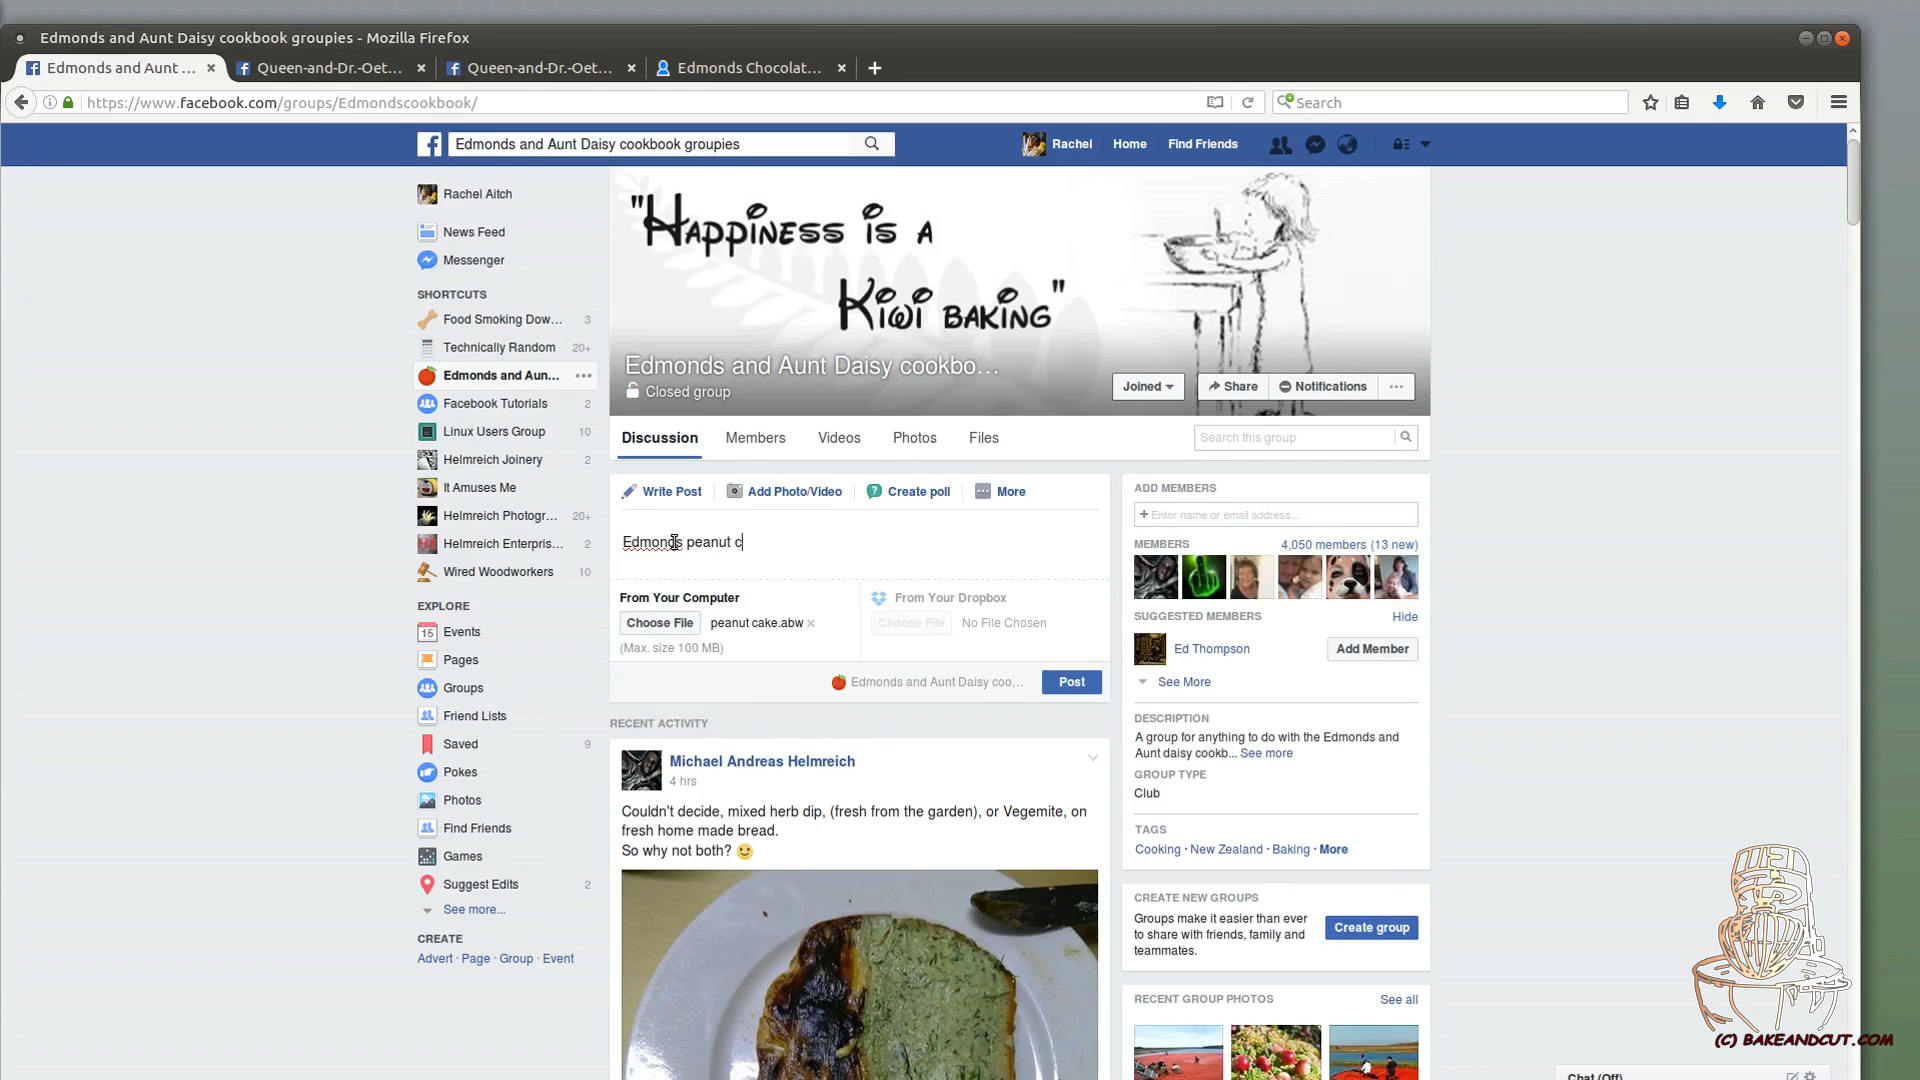 Edmonds and Aunt Daisy cookbook groupies - Mozilla Firefox
Edmonds and Aunt ...
Queen-and-Dr.-Oet...
Queen-and-Dr.-Oet...
Edmonds Chocolat...
https://www.facebook.com/groups/Edmondscookbook/
Search
Edmonds and Aunt Daisy cookbook groupies
Rachel
Home
Find Friends
Rachel Aitch
News Feed
Messenger
SHORTCUTS
Food Smoking Dow... 3
Technically Random 20+
Edmonds and Aun...
Facebook Tutorials 2
Linux Users Group 10
Helmreich Joinery 2
It Amuses Me
Helmreich Photogr... 20+
Helmreich Enterpris... 2
Wired Woodworkers 10
EXPLORE
15 Events
Pages
Groups
Friend Lists
Saved 9
Pokes
Photos
Find Friends
Games
Suggest Edits 2
See more...
CREATE
Advert · Page · Group · Event
"Happiness is a
Kiwi baking"
Edmonds and Aunt Daisy cookbo...
Closed group
Joined
Share
Notifications
Discussion
Members
Videos
Photos
Files
Search this group
Write Post
Add Photo/Video
Create poll
More
Edmonds peanut c
From Your Computer
Choose File peanut cake.abw
(Max. size 100 MB)
From Your Dropbox
Choose File No File Chosen
Edmonds and Aunt Daisy coo...
Post
RECENT ACTIVITY
Michael Andreas Helmreich
4 hrs
Couldn't decide, mixed herb dip, (fresh from the garden), or Vegemite, on
fresh home made bread.
So why not both?
ADD MEMBERS
+ Enter name or email address...
MEMBERS 4,050 members (13 new)
SUGGESTED MEMBERS Hide
Ed Thompson
Add Member
See More
DESCRIPTION
A group for anything to do with the Edmonds and
Aunt daisy cookb... See more
GROUP TYPE
Club
TAGS
Cooking · New Zealand · Baking · More
CREATE NEW GROUPS
Groups make it easier than ever
to share with friends, family and
teammates.
Create group
RECENT GROUP PHOTOS See all
Chat (Off)
(C) BAKEANDCUT.COM